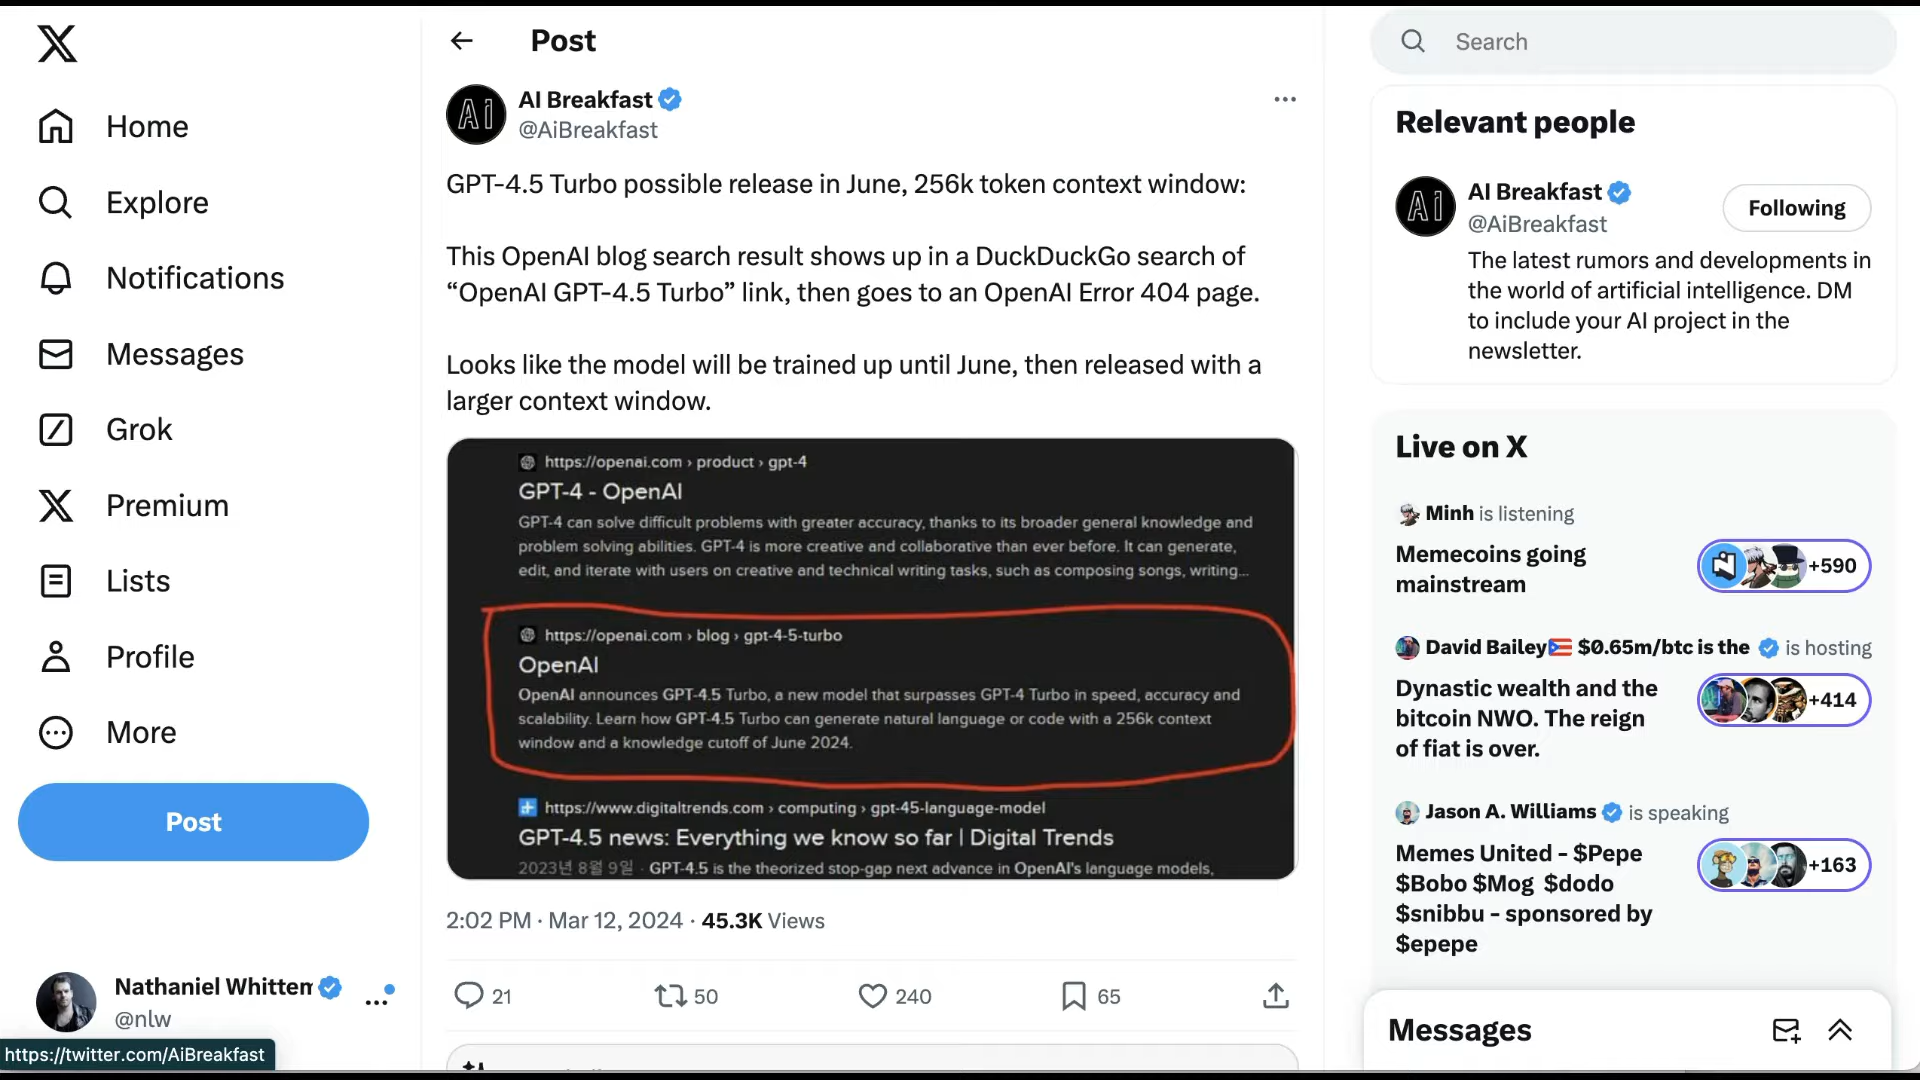 Home
Explore
Notifications
Messages
Grok
Premium
Lists
Profile
More
Post
Nathaniel Whittem
@nlw
https://twitter.com/AiBreakfast
Post
AI Breakfast
@AiBreakfast
GPT-4.5 Turbo possible release in June, 256k token context window:
This OpenAI blog search result shows up in a DuckDuckGo search of
“OpenAI GPT-4.5 Turbo” link, then goes to an OpenAI Error 404 page.
Looks like the model will be trained up until June, then released with a
larger context window.
https://openai.com › product › gpt-4
GPT-4 - OpenAI
GPT-4 can solve difficult problems with greater accuracy, thanks to its broader general knowledge and
problem solving abilities. GPT-4 is more creative and collaborative than ever before. It can generate,
edit, and iterate with users on creative and technical writing tasks, such as composing songs, writing...
https://openai.com › blog › gpt-4-5-turbo
OpenAI
OpenAI announces GPT-4.5 Turbo, a new model that surpasses GPT-4 Turbo in speed, accuracy and
scalability. Learn how GPT-4.5 Turbo can generate natural language or code with a 256k context
window and a knowledge cutoff of June 2024.
https://www.digitaltrends.com › computing › gpt-45-language-model
GPT-4.5 news: Everything we know so far | Digital Trends
2023년 8월 9일 · GPT-4.5 is the theorized stop-gap next advance in OpenAI's language models,
2:02 PM · Mar 12, 2024 · 45.3K Views
21
50
240
65
Search
Relevant people
AI Breakfast
@AiBreakfast
Following
The latest rumors and developments in
the world of artificial intelligence. DM
to include your AI project in the
newsletter.
Live on X
Minh is listening
Memecoins going
mainstream
+590
David Bailey $0.65m/btc is the is hosting
Dynastic wealth and the
bitcoin NWO. The reign
of fiat is over.
+414
Jason A. Williams is speaking
Memes United - $Pepe
$Bobo $Mog $dodo
$snibbu - sponsored by
$epepe
+163
Messages